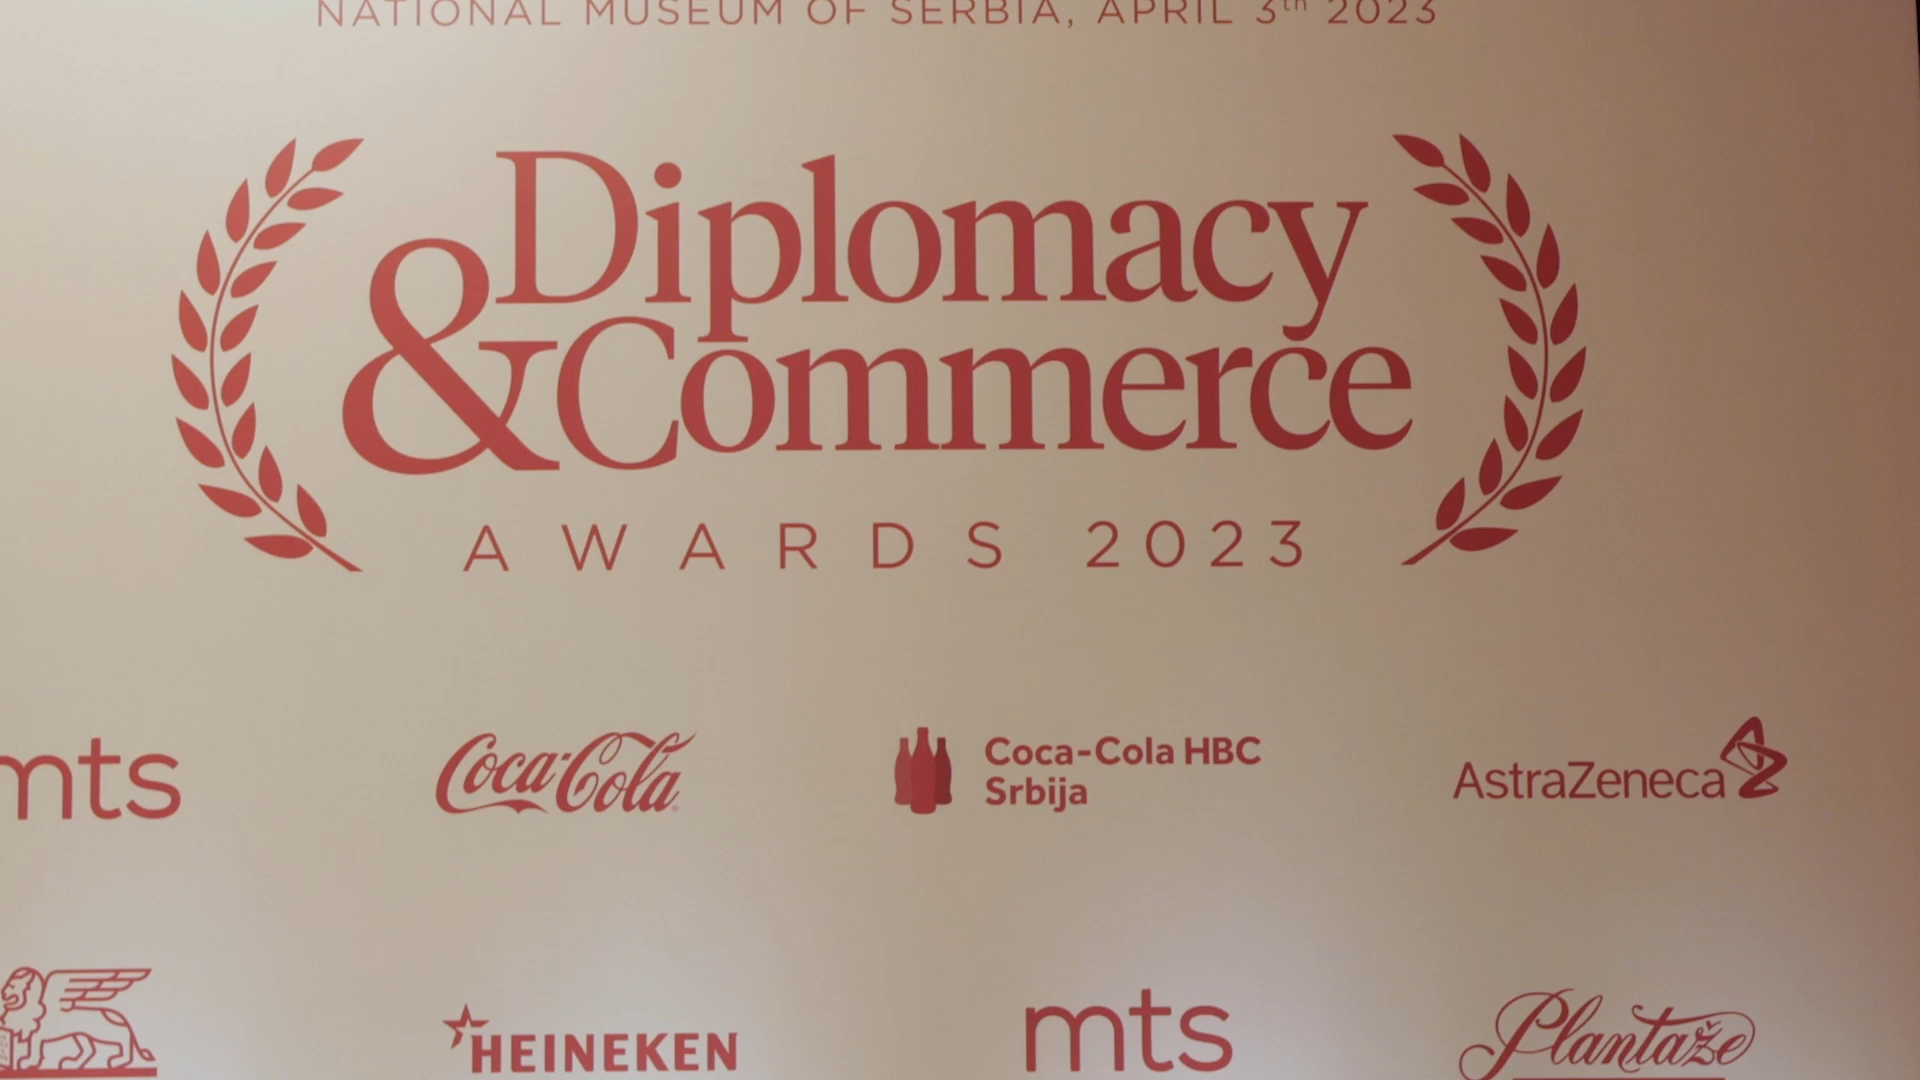 NATIONAL MUSEUM OF SERBIA, APRIL 3th 2023
Diplomacy
&Commerce
AWARDS 2023
mts
Coca-Cola
Coca-Cola HBC
Srbija
AstraZeneca
HEINEKEN
mts
Plantaže